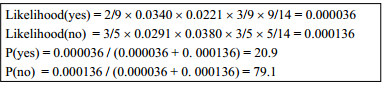 Likelihood(yes) = 2/9 × 0.0340 × 0.0221 × 3/9 × 9/14 = 0.000036
Likelihood(no) = 3/5 × 0.0291 × 0.0380 × 3/5 × 5/14 = 0.000136
P(yes) = 0.000036 / (0.000036 + 0. 000136) = 20.9
P(no) = 0.000136 / (0.000036 + 0. 000136) = 79.1